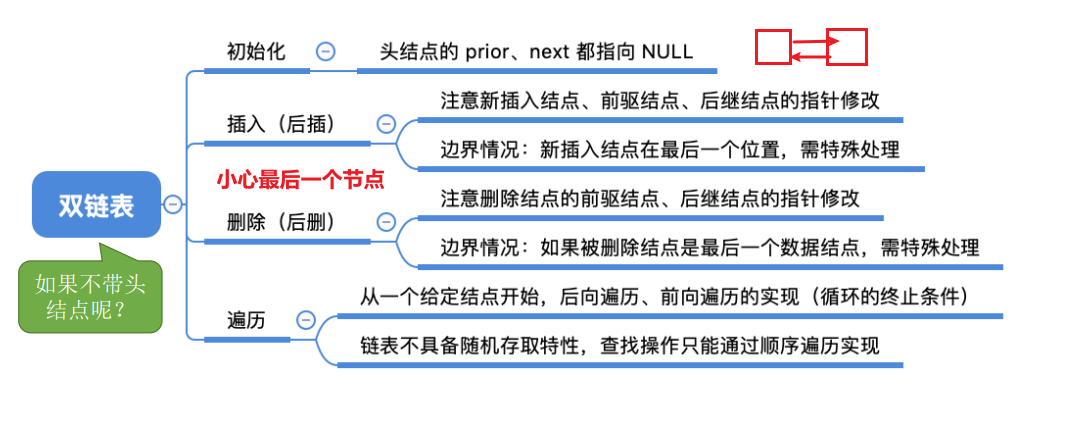 双链表
如果不带头
结点呢？
初始化
头结点的 prior、next 都指向 NULL
插入（后插）
注意新插入结点、前驱结点、后继结点的指针修改
边界情况：新插入结点在最后一个位置，需特殊处理
小心最后一个节点
删除（后删）
注意删除结点的前驱结点、后继结点的指针修改
边界情况：如果被删除结点是最后一个数据结点，需特殊处理
遍历
从一个给定结点开始，后向遍历、前向遍历的实现（循环的终止条件）
链表不具备随机存取特性，查找操作只能通过顺序遍历实现